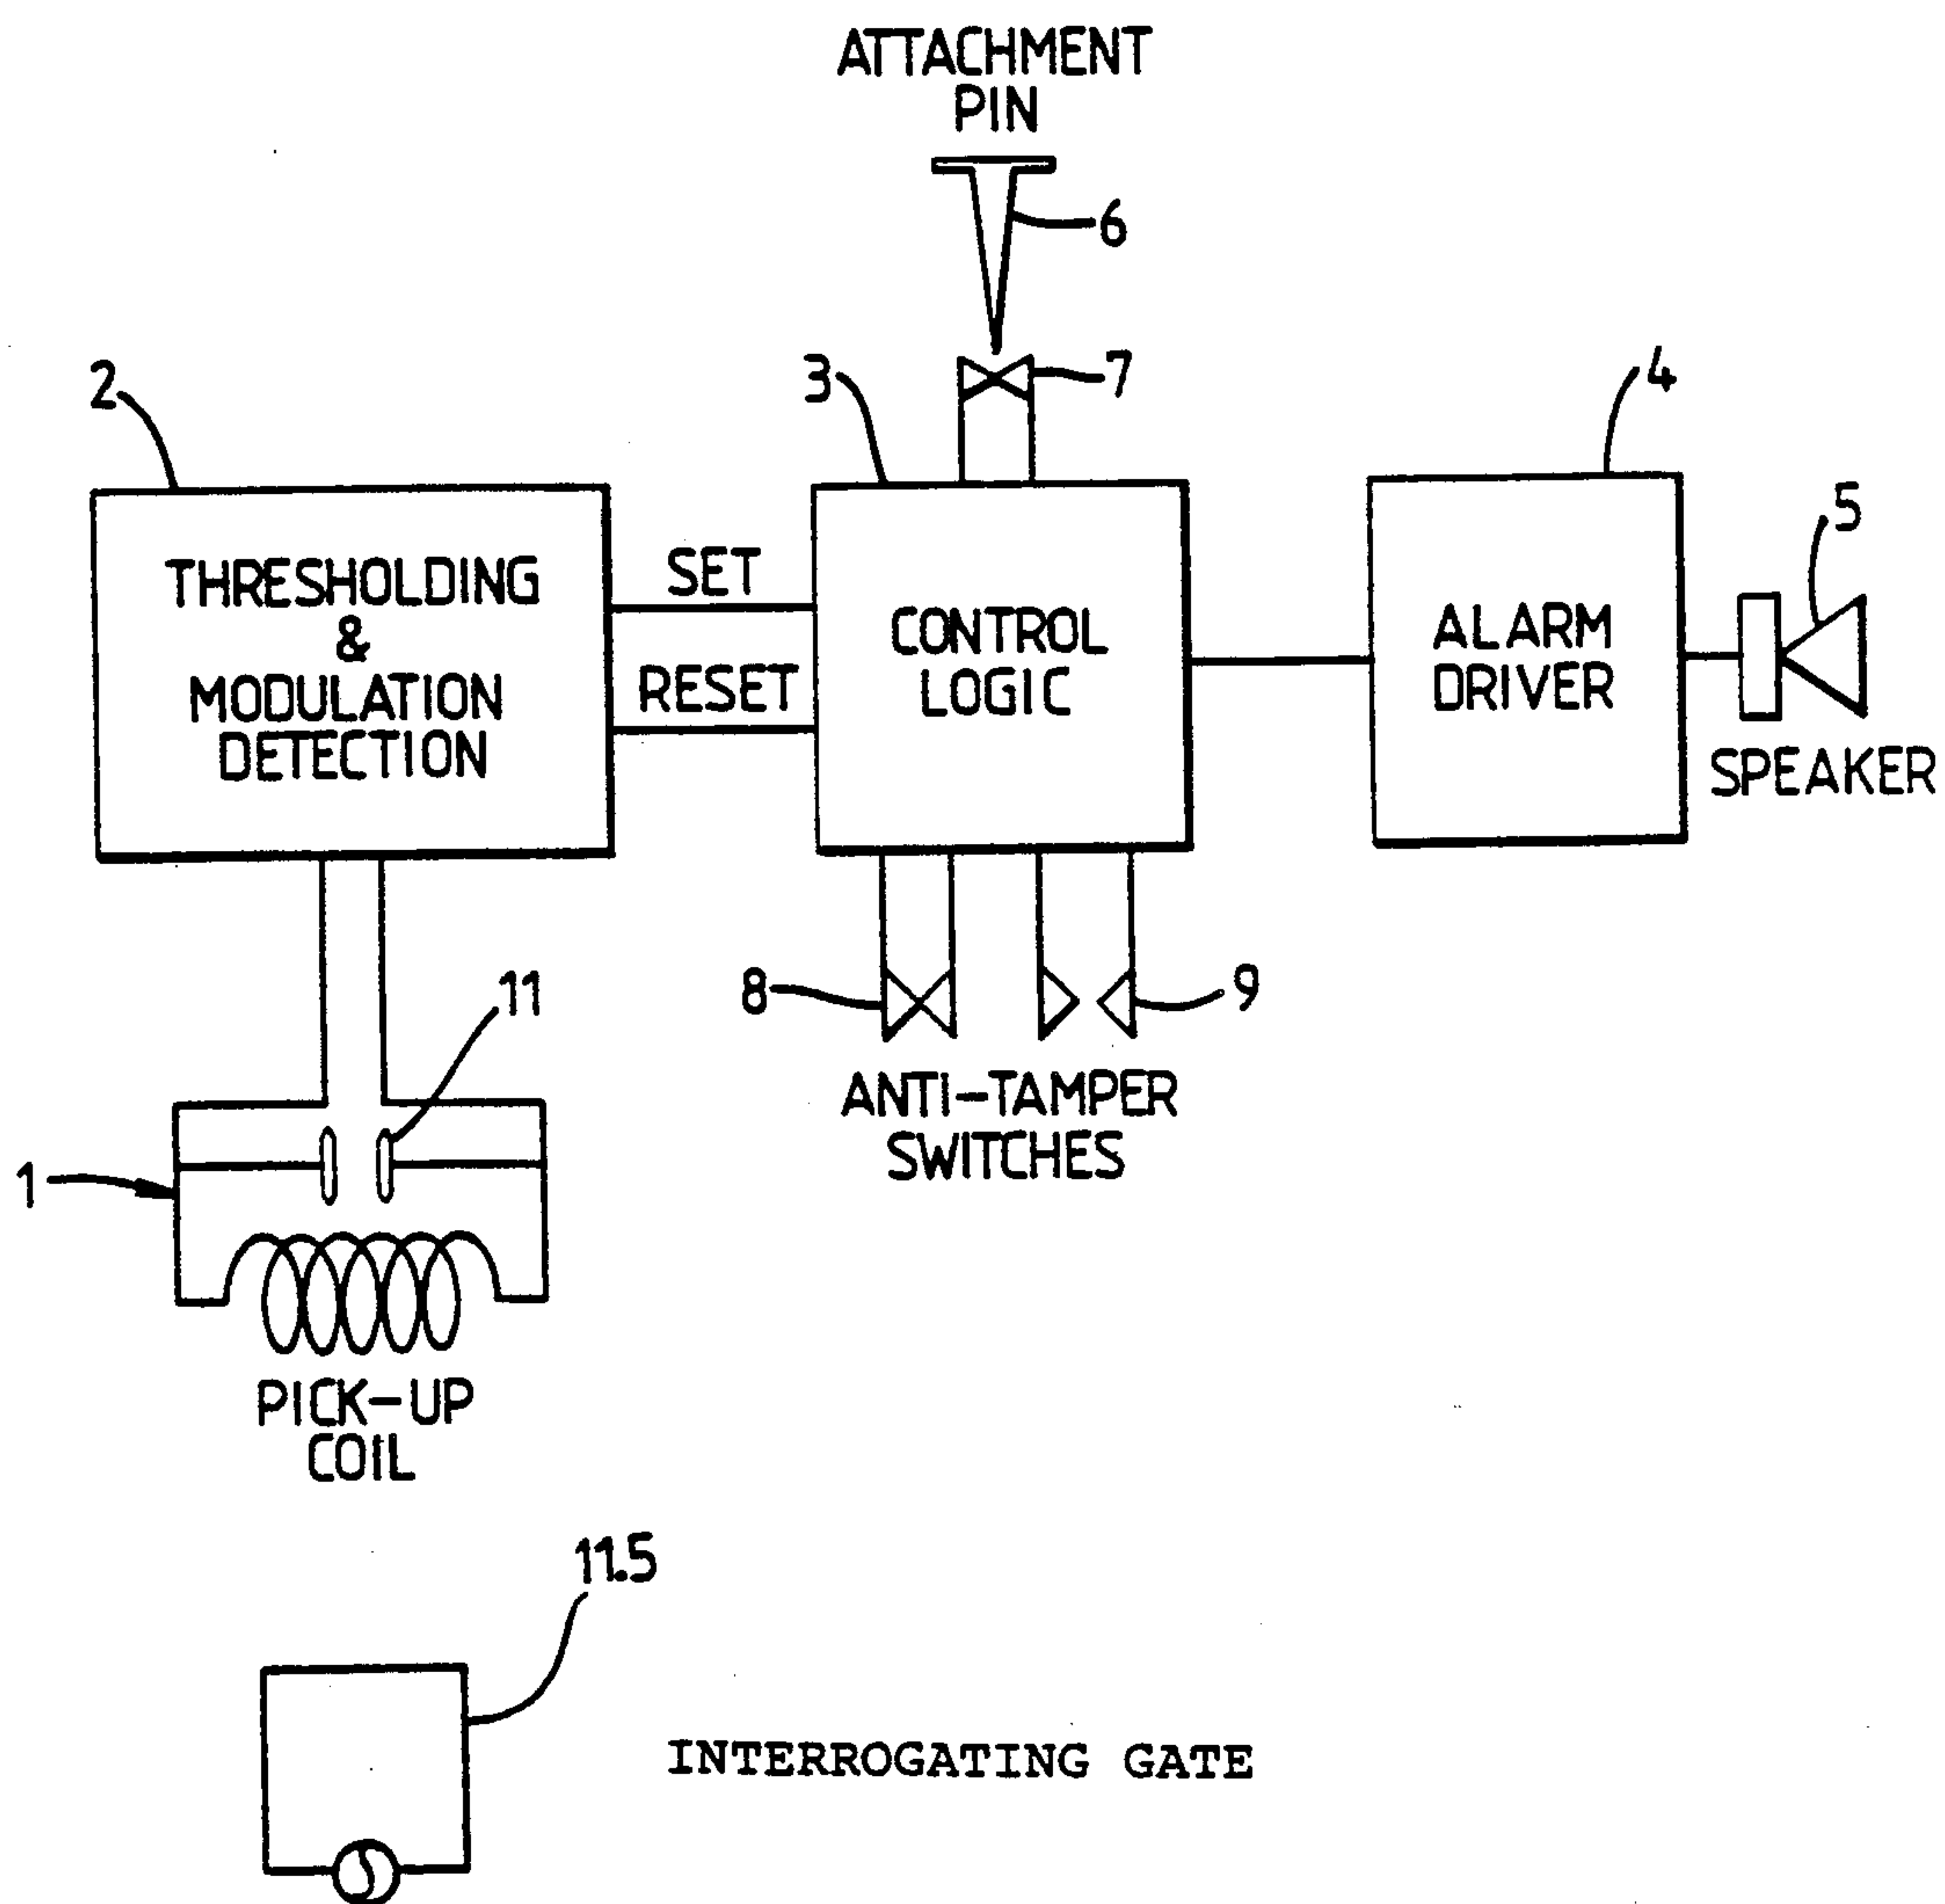 ATTACHMENT
PIN
6
7
3
2
4
5
THRESHOLDING
&
MODULATION
DETECTION
SET
RESET
CONTROL
LOGIC
ALARM
DRIVER
SPEAKER
11
8
9
ANTI-TAMPER
SWITCHES
1
PICK-UP
COIL
11.5
INTERROGATING GATE